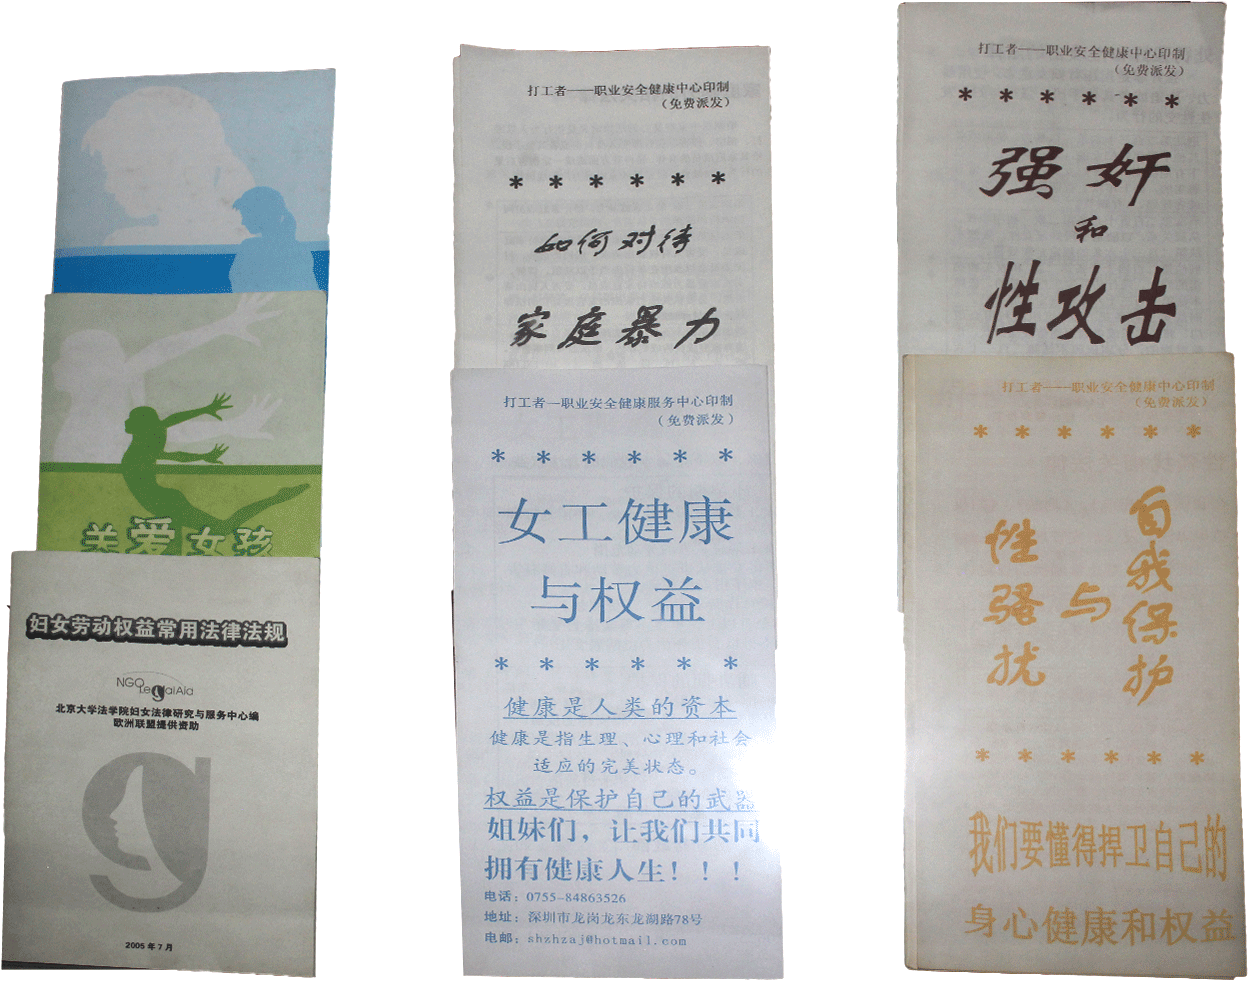 关爱女孩
妇女劳动权益常用法律法规
NGO
LegalAid
北京大学法学院妇女法律研究与服务中心编
欧洲联盟提供资助
2005年7月
打工者——职业安全健康中心印制
(免费派发)
* * * * * *
如何对待
家庭暴力
打工者—职业安全健康服务中心印制
(免费派发)
* * * * * *
女工健康
与权益
* * * * * *
健康是人类的资本
健康是指生理、心理和社会
适应的完美状态。
权益是保护自己的武器
姐妹们，让我们共同
拥有健康人生！！！
电话：0755-84863526
地址：深圳市龙岗龙东龙湖路78号
电邮：shzhzaj@hotmail.com
打工者——职业安全健康中心印制
(免费派发)
* * * * * *
强奸
和
性攻击
打工者——职业安全健康中心印制
(免费派发)
* * * * * *
性骚扰
与
自我保护
* * * * * *
我们要懂得捍卫自己的
身心健康和权益